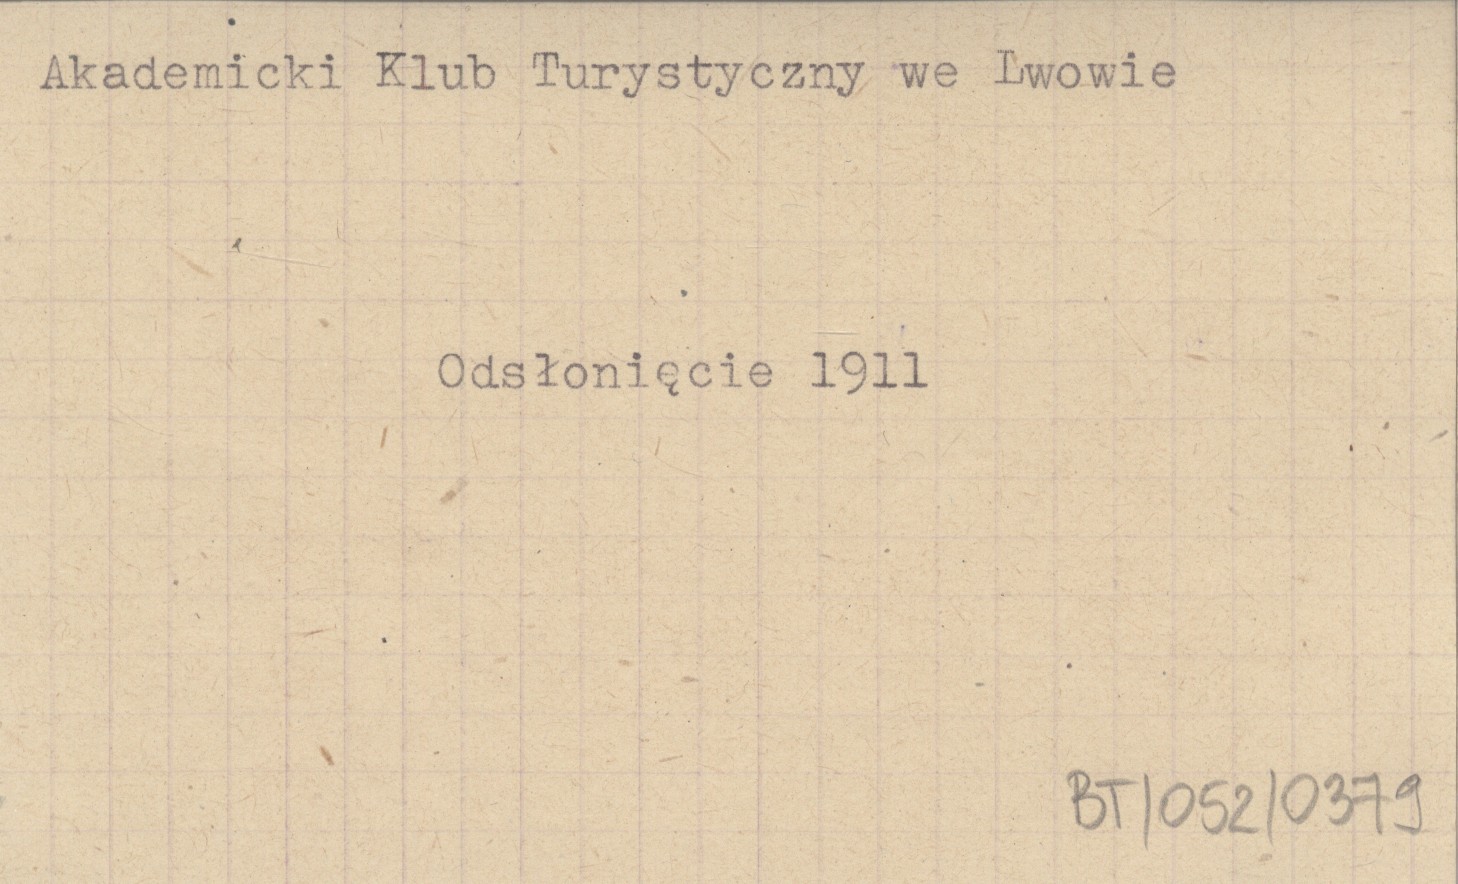 Akademicki Klub Turystyczny we Lwowie
Odsłonięcie 1911
BT/052/0379